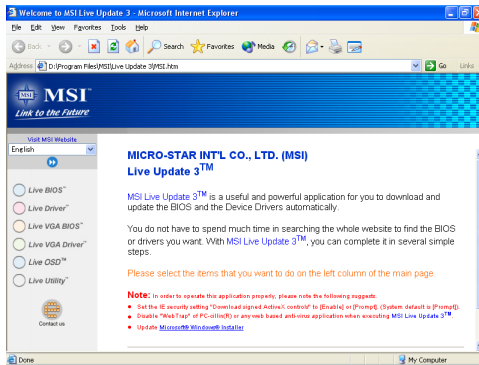 Welcome to MSI Live Update 3 - Microsoft Internet Explorer
File Edit View Favorites Tools Help
Back Search Favorites Media
Address D:\Program Files\MSI\Live Update 3\MSI.htm Go Links
MSI
MSI™
Link to the Future
Visit MSI Website
English
Live BIOS™
Live Driver™
Live VGA BIOS™
Live VGA Driver™
Live OSD™
Live Utility™
Contact us
MICRO-STAR INT'L CO., LTD. (MSI)
Live Update 3™
MSI Live Update 3™ is a useful and powerful application for you to download and
update the BIOS and the Device Drivers automatically.
You do not have to spend much time in searching the whole website to find the BIOS
or drivers you want. With MSI Live Update 3™, you can complete it in several simple
steps.
Please select the items that you want to do on the left column of the main page.
Note: In order to operate this application properly, please note the following suggests.
• Set the IE security setting "Download signed ActiveX controls" to [Enable] or [Prompt]. (System default is [Prompt]).
• Disable "WebTrap" of PC-cillin(R) or any web based anti-virus application when executing MSI Live Update 3™.
• Update Microsoft® Windows® Installer
Done My Computer